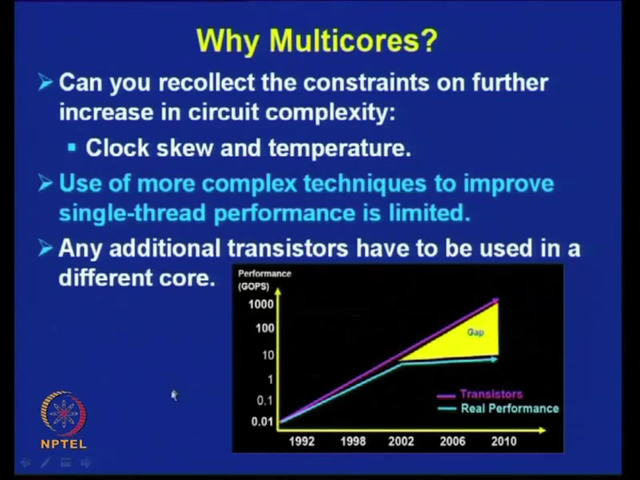 Why Multicores?
Can you recollect the constraints on further
increase in circuit complexity:
Clock skew and temperature.
Use of more complex techniques to improve
single-thread performance is limited.
Any additional transistors have to be used in a
different core.
Performance
(GOPS)
1000
100
10
1
0.1
0.01
Gap
Transistors
Real Performance
1992 1998 2002 2006 2010
NPTEL